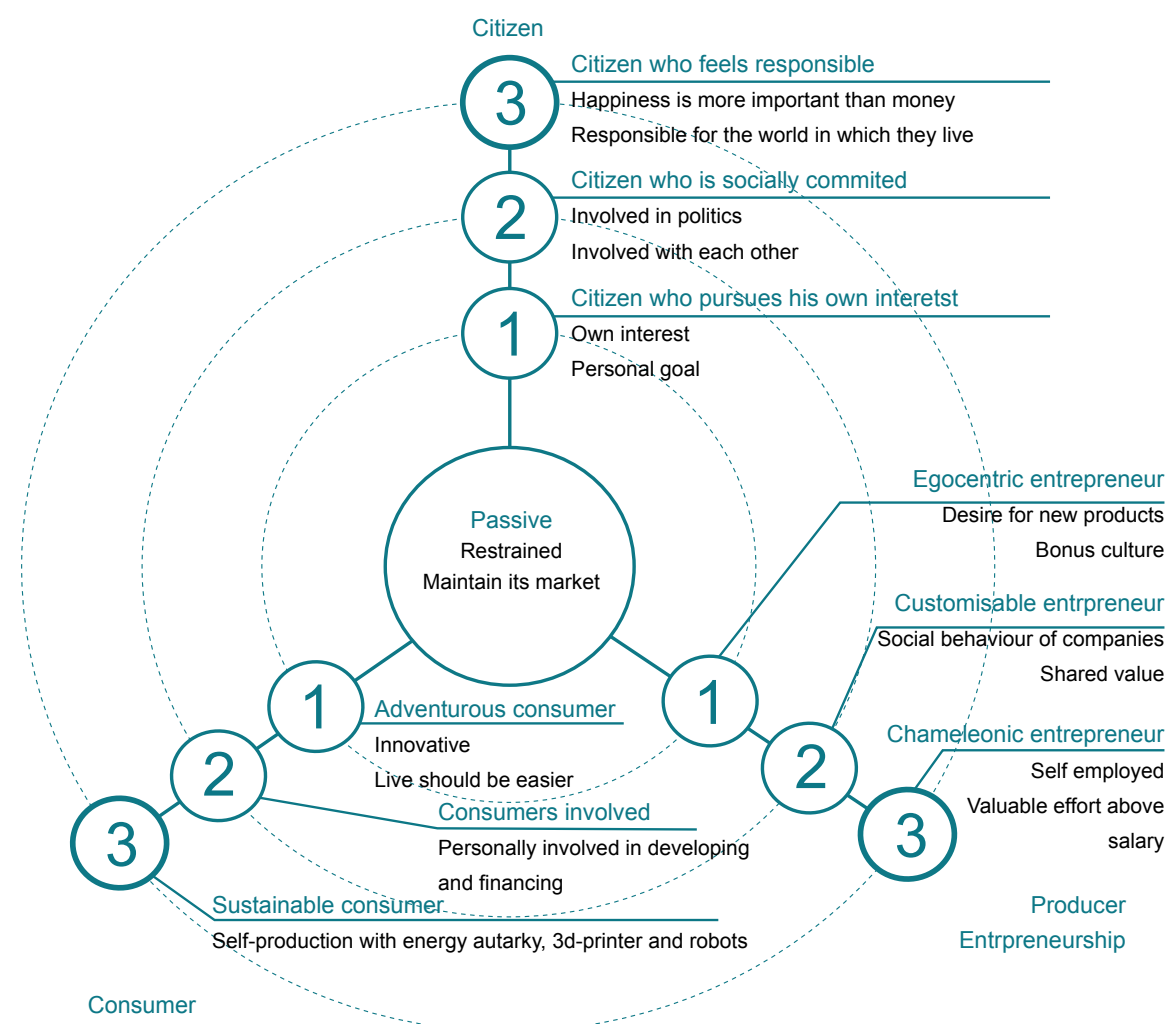 Citizen
3
Citizen who feels responsible
Happiness is more important than money
Responsible for the world in which they live
2
Citizen who is socially commited
Involved in politics
Involved with each other
1
Citizen who pursues his own interetst
Own interest
Personal goal
Passive
Restrained
Maintain its market
Egocentric entrepreneur
Desire for new products
Bonus culture
1
Customisable entrpreneur
Social behaviour of companies
Shared value
2
Chameleonic entrepreneur
Self employed
Valuable effort above
salary
3
Producer
Entrpreneurship
1
Adventurous consumer
Innovative
Live should be easier
2
Consumers involved
Personally involved in developing
and financing
3
Sustainable consumer
Self-production with energy autarky, 3d-printer and robots
Consumer